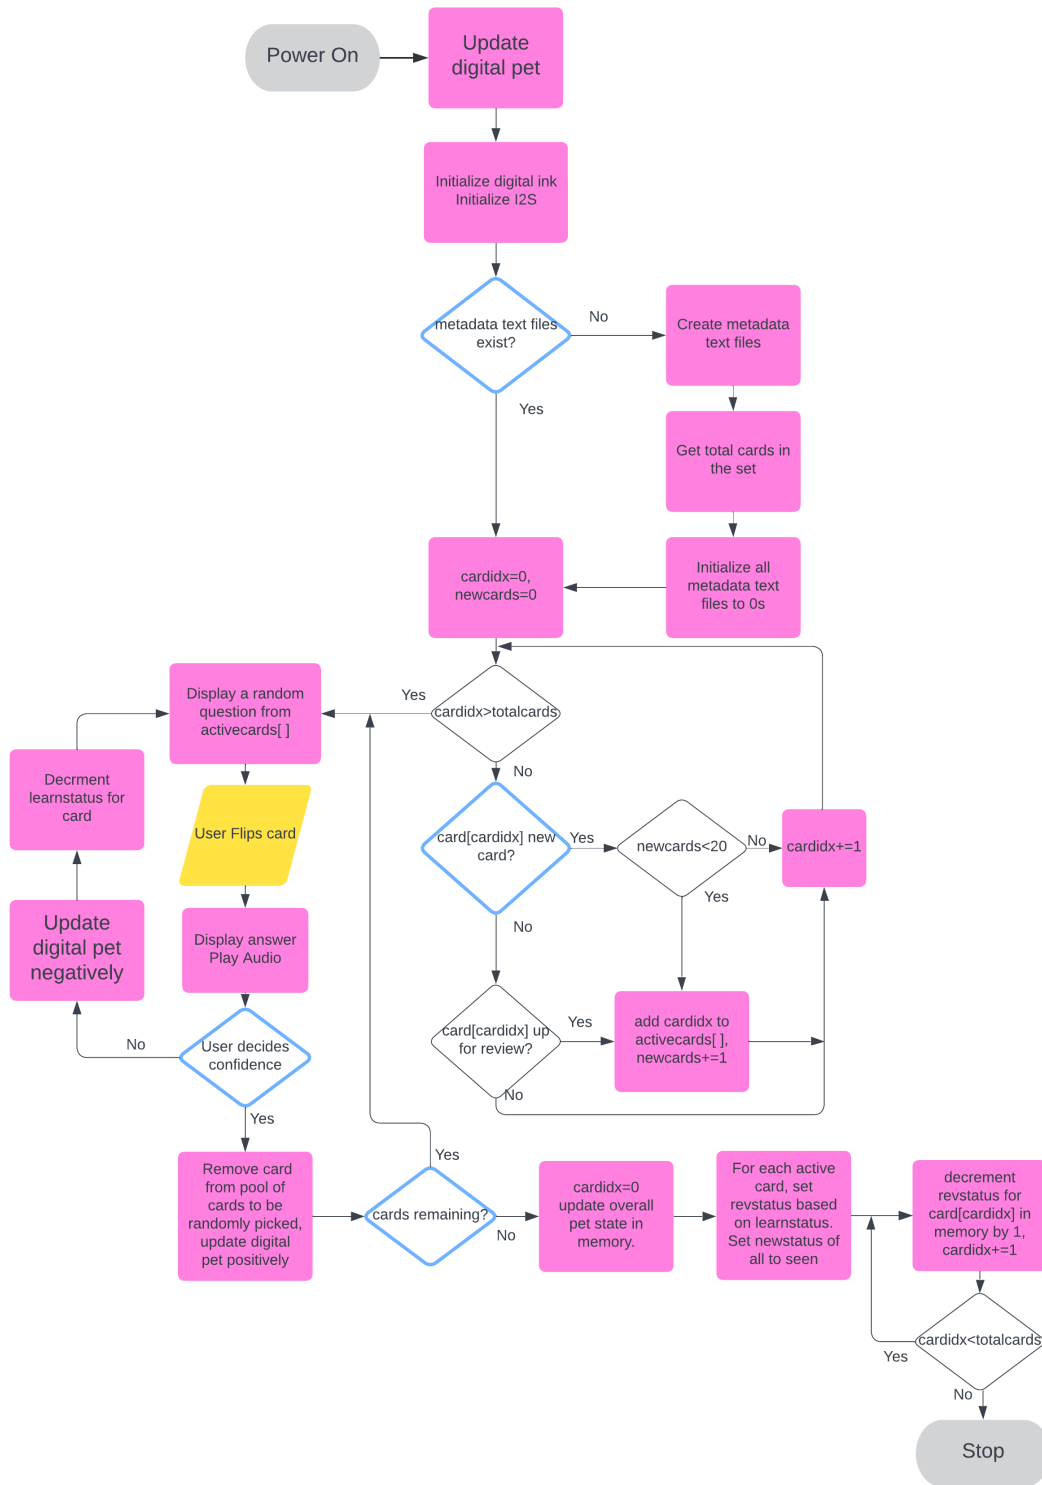 Power On
Update
digital pet
Initialize digital ink
Initialize I2S
metadata text files
exist?
No
Create metadata
text files
Yes
Get total cards in
the set
Initialize all
metadata text
files to 0s
cardidx=0,
newcards=0
cardidx>totalcards
Yes
No
Display a random
question from
activecards[ ]
Decrment
learnstatus for
card
User Flips card
card[cardidx] new
card?
Yes
newcards<20
No
cardidx+=1
Yes
No
Update
digital pet
negatively
Display answer
Play Audio
card[cardidx] up
for review?
Yes
add cardidx to
activecards[ ],
newcards+=1
No
User decides
confidence
No
Yes
Remove card
from pool of
cards to be
randomly picked,
update digital
pet positively
Yes
cards remaining?
No
cardidx=0
update overall
pet state in
memory.
For each active
card, set
revstatus based
on learnstatus.
Set newstatus of
all to seen
decrement
revstatus for
card[cardidx] in
memory by 1,
cardidx+=1
cardidx<totalcards
Yes
No
Stop